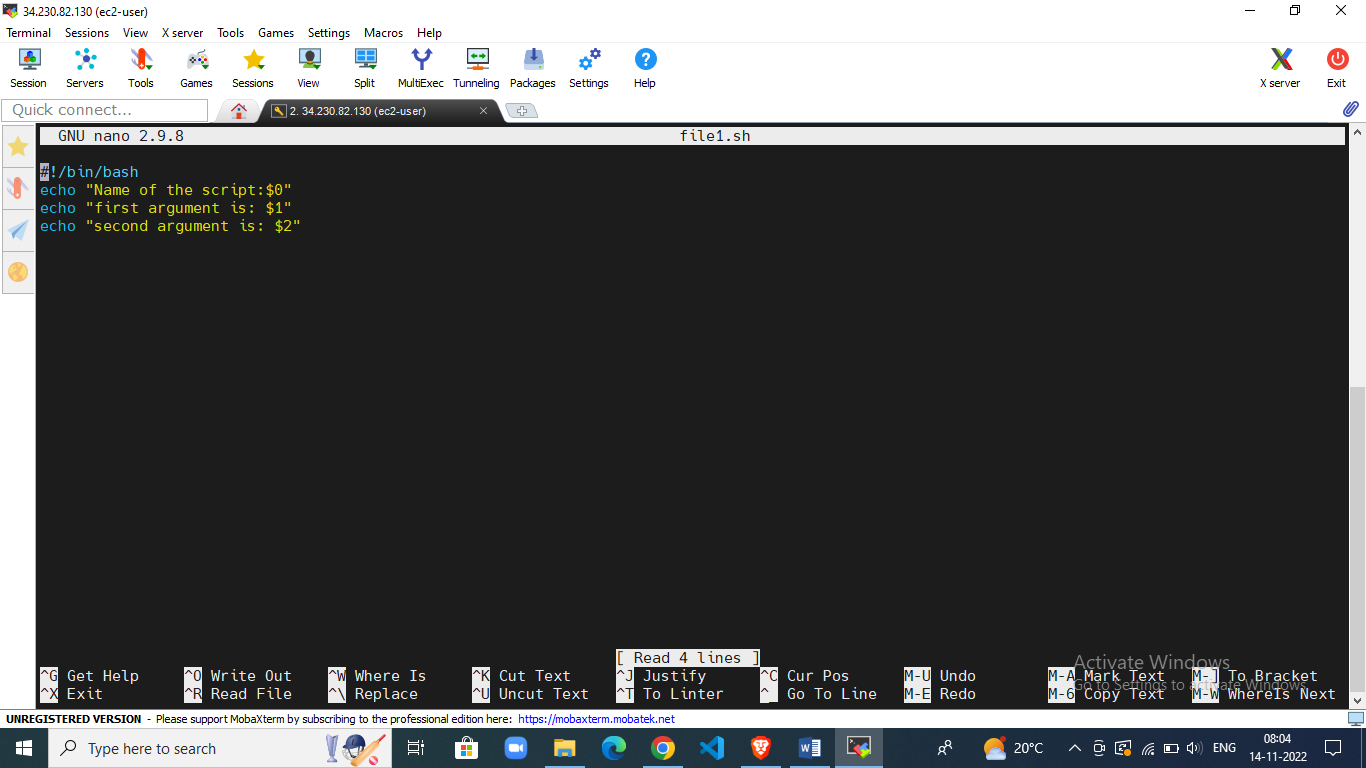 34.230.82.130 (ec2-user)
Terminal Sessions View X server Tools Games Settings Macros Help
Session Servers Tools Games Sessions View Split MultiExec Tunneling Packages Settings Help X server Exit
Quick connect... 2. 34.230.82.130 (ec2-user)
GNU nano 2.9.8 file1.sh
#!/bin/bash
echo "Name of the script:$0"
echo "first argument is: $1"
echo "second argument is: $2"
[ Read 4 lines ]
^G Get Help ^O Write Out ^W Where Is ^K Cut Text ^J Justify ^C Cur Pos M-U Undo M-A Mark Text M-] To Bracket
^X Exit ^R Read File ^\ Replace ^U Uncut Text ^T To Linter ^_ Go To Line M-E Redo M-6 Copy Text M-W WhereIs Next
Activate Windows
Go to Settings to activate Windows.
UNREGISTERED VERSION - Please support MobaXterm by subscribing to the professional edition here: https://mobaxterm.mobatek.net
Type here to search 20°C ENG 08:04
14-11-2022